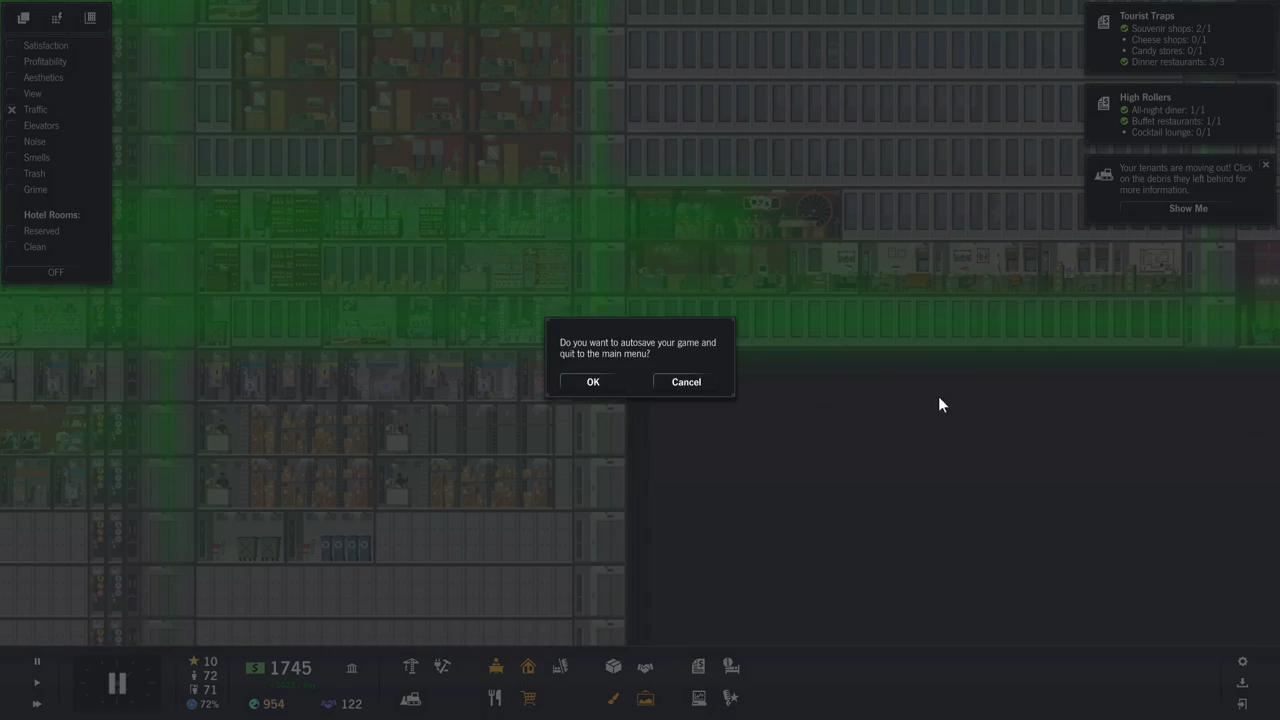 Satisfaction
Profitability
Aesthetics
View
Traffic
Elevators
Noise
Smells
Trash
Grime
Hotel Rooms:
Reserved
Clean
OFF
Tourist Traps
Souvenir shops: 2/1
Cheese shops: 0/1
Candy stores: 0/1
Dinner restaurants: 3/3
High Rollers
All-night diner: 1/1
Buffet restaurants: 1/1
Cocktail lounge: 0/1
Your tenants are moving out! Click
on the debris they left behind for
more information.
Show Me
Do you want to autosave your game and
quit to the main menu?
OK Cancel
10
72
71
72%
$ 1745
954
122